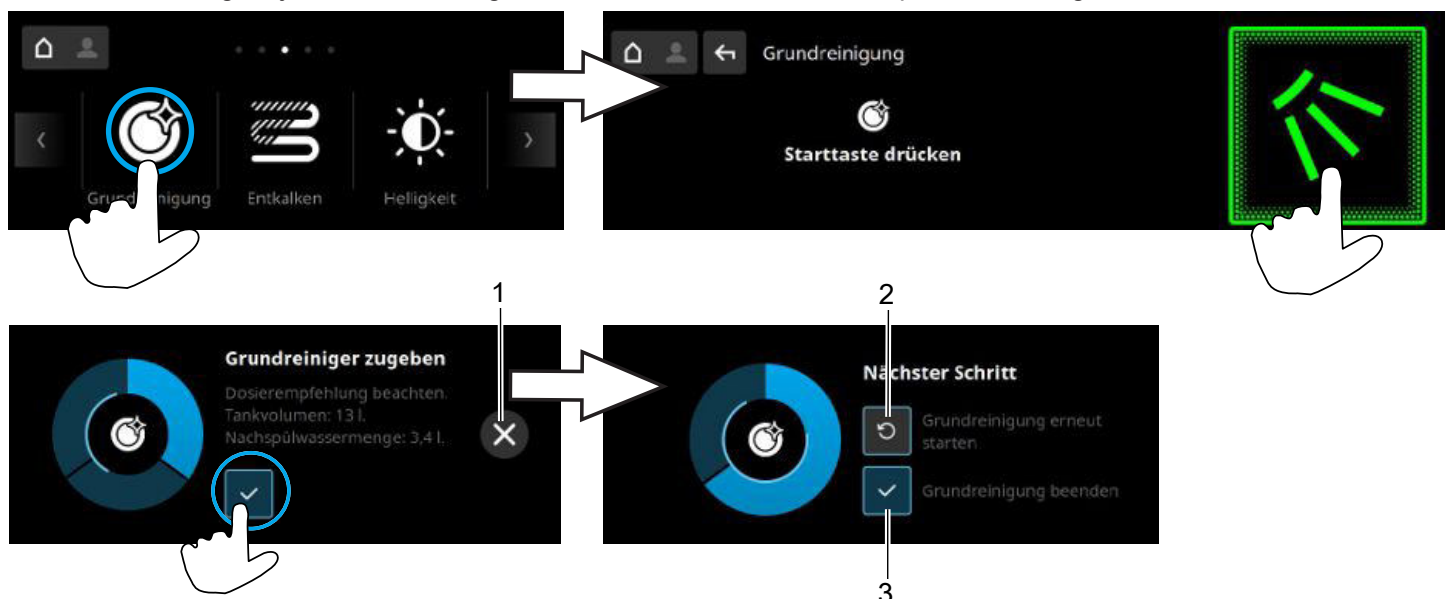 Grundreinigung
Entkalken
Helligkeit
Grundreinigung
Starttaste drücken
1
2
Grundreiniger zugeben
Dosierempfehlung beachten.
Tankvolumen: 13 l.
Nachspülwassermenge: 3,4 l.
Nächster Schritt
Grundreinigung erneut
starten
Grundreinigung beenden
3